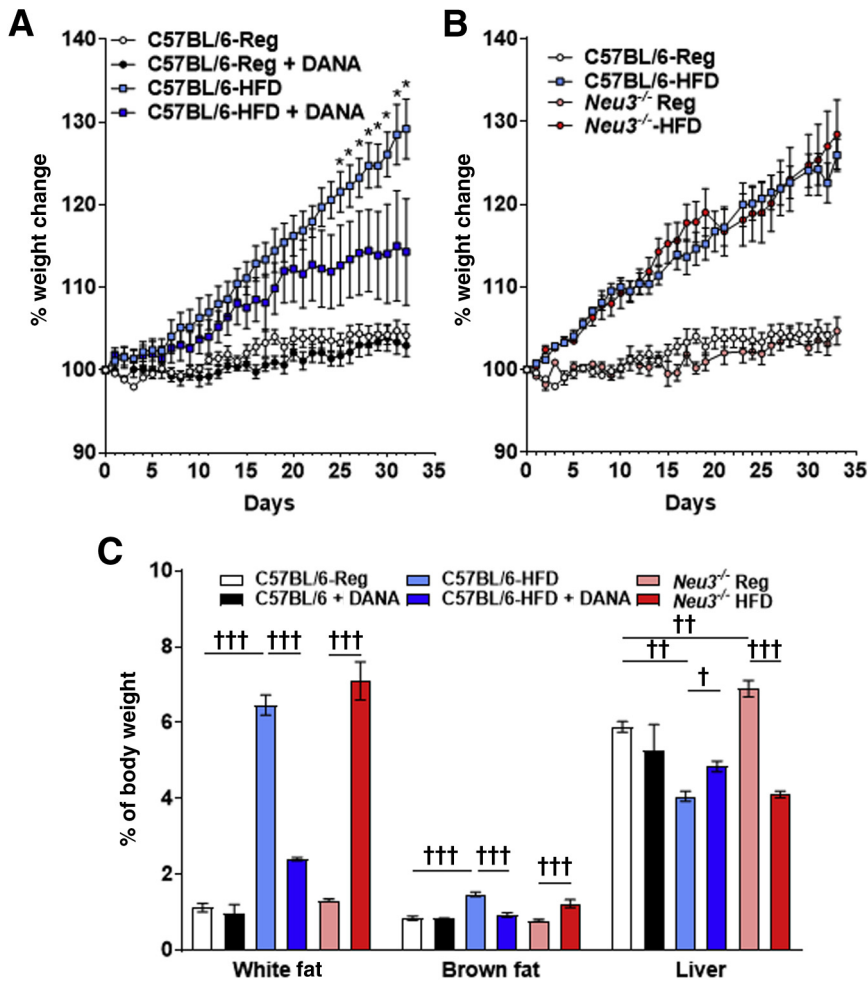 A
C57BL/6-Reg
C57BL/6-Reg + DANA
C57BL/6-HFD
C57BL/6-HFD + DANA
140
130
120
110
100
90
% weight change
* * * * * * * *
0 5 10 15 20 25 30 35
Days
B
C57BL/6-Reg
C57BL/6-HFD
Neu3-/- Reg
Neu3-/--HFD
140
130
120
110
100
90
% weight change
0 5 10 15 20 25 30 35
Days
C
C57BL/6-Reg C57BL/6-HFD Neu3-/- Reg
C57BL/6 + DANA C57BL/6-HFD + DANA Neu3-/- HFD
10
8
6
4
2
0
% of body weight
††† ††† †††
††† ††† †††
††
†† † †††
White fat Brown fat Liver